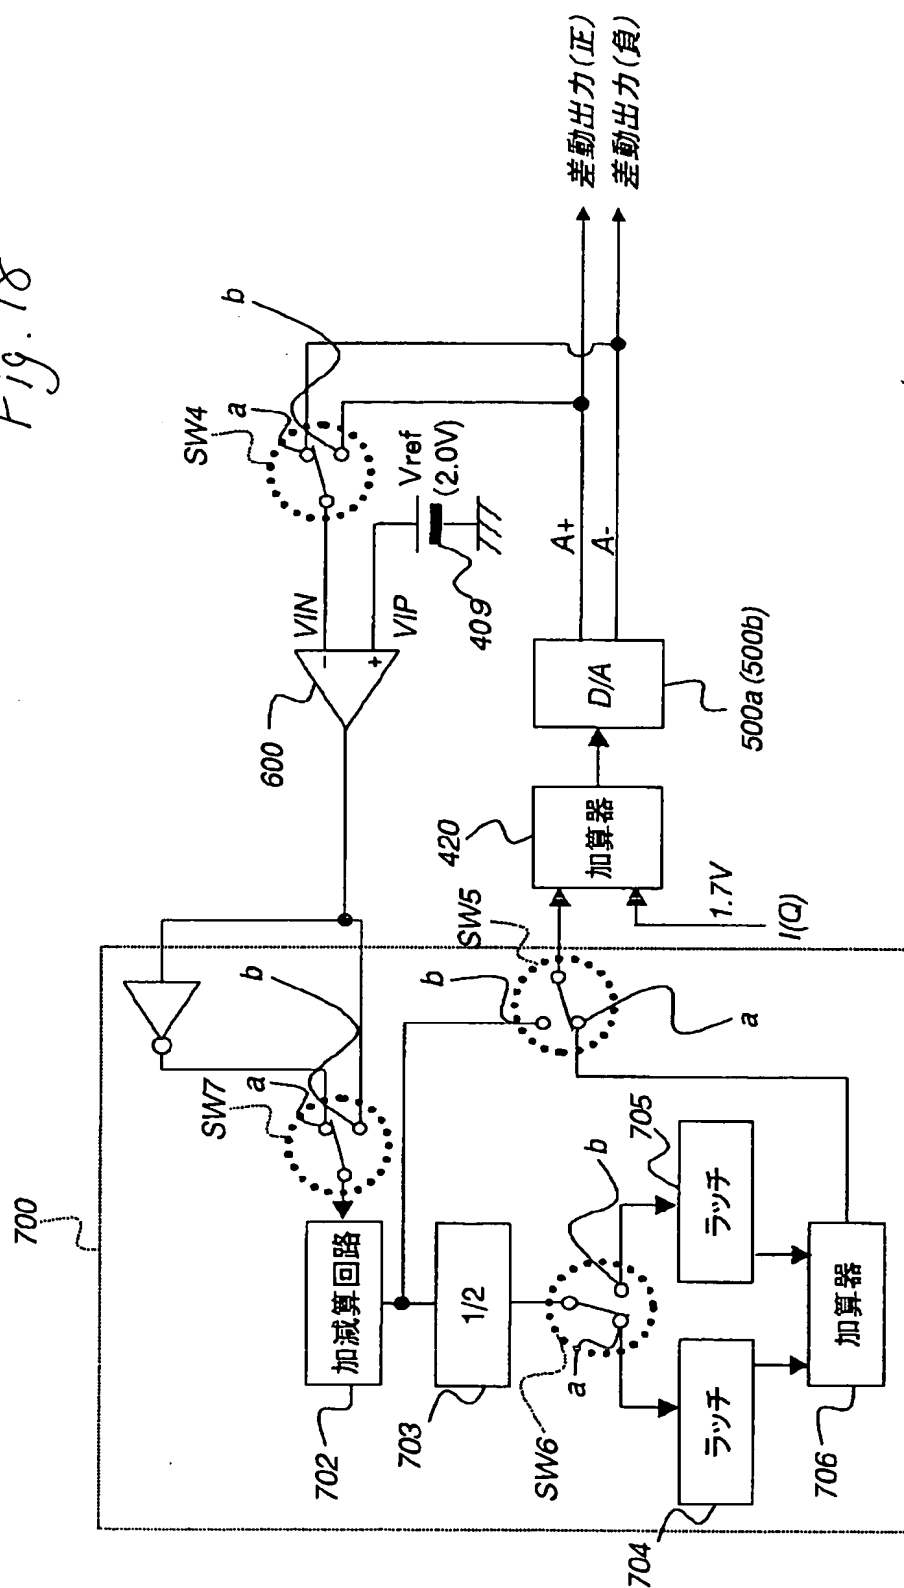 Fig. 18
700
SW7
a
b
702
加減算回路
703
1/2
SW6
a
b
704
ラッチ
705
ラッチ
706
加算器
600
-
+
VIN
VIP
SW4
a
b
Vref
(2.0V)
409
SW5
b
a
420
加算器
1.7V
I(Q)
D/A
500a(500b)
A+
A-
差動出力(正)
差動出力(負)